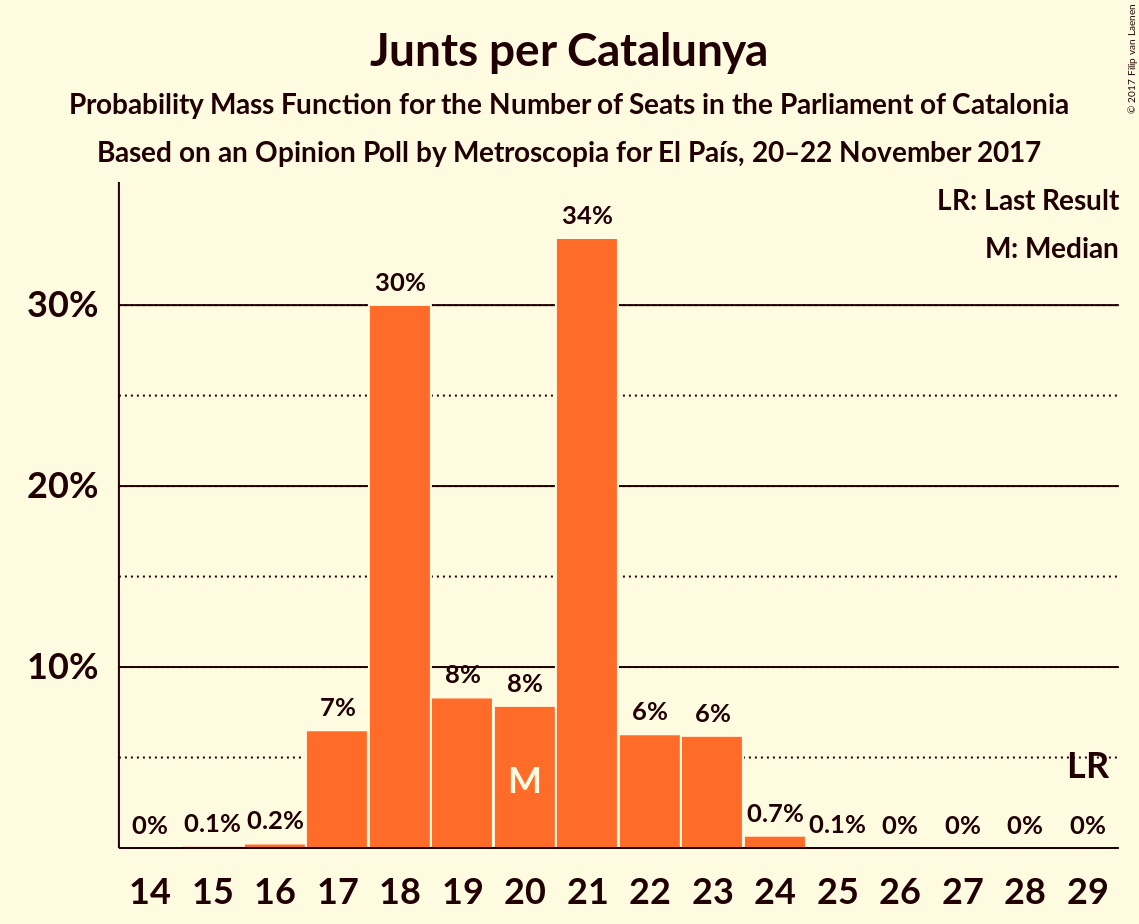 Junts per Catalunya
Probability Mass Function for the Number of Seats in the Parliament of Catalonia
Based on an Opinion Poll by Metroscopia for El País, 20–22 November 2017
© 2017 Filip van Laenen
LR: Last Result
M: Median
34%
30%
30%
20%
10%
8%
8%
7%
6%
6%
M
LR
0%
0.1%
0.2%
0.7%
0.1%
0%
0%
0%
0%
14 15 16 17 18 19 20 21 22 23 24 25 26 27 28 29